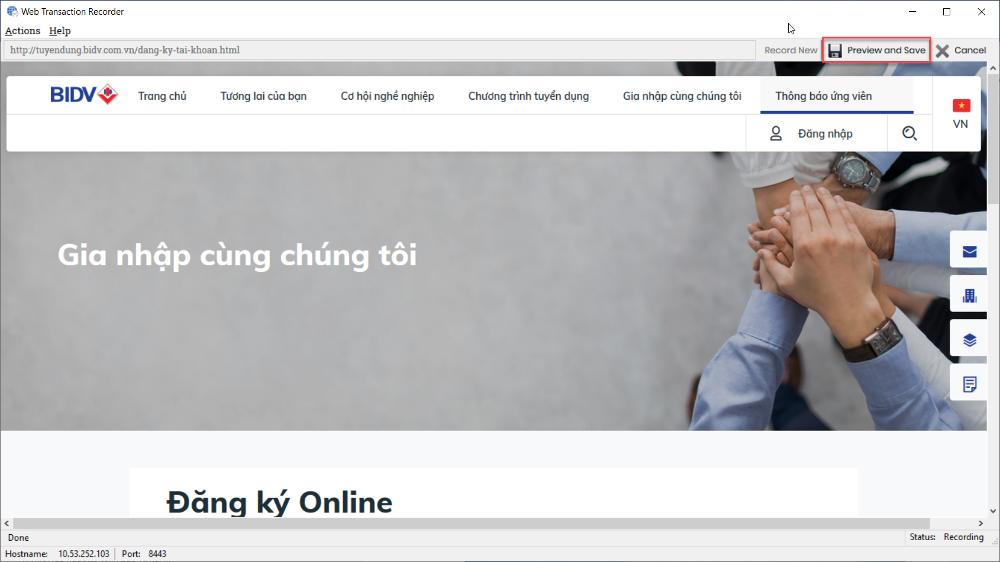 Web Transaction Recorder
Actions Help
http://tuyendung.bidv.com.vn/dang-ky-tai-khoan.html
Record New Preview and Save Cancel
BIDV Trang chủ Tương lai của bạn Cơ hội nghề nghiệp Chương trình tuyển dụng Gia nhập cùng chúng tôi Thông báo ứng viên
VN
Đăng nhập
Gia nhập cùng chúng tôi
Đăng ký Online
Done Status: Recording
Hostname: 10.53.252.103 Port: 8443